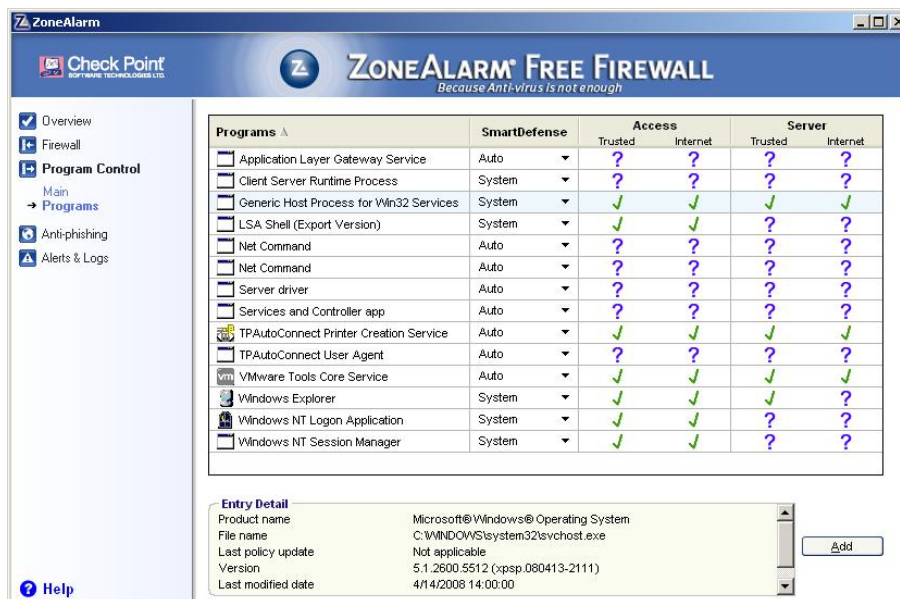 ZoneAlarm
Check Point
SOFTWARE TECHNOLOGIES LTD.
ZONEALARM® FREE FIREWALL
Because Anti-virus is not enough
Overview
Firewall
Program Control
Main
Programs
Anti-phishing
Alerts & Logs
Help
Programs SmartDefense Access Server
Trusted Internet Trusted Internet
Application Layer Gateway Service Auto ? ? ? ?
Client Server Runtime Process System ? ? ? ?
Generic Host Process for Win32 Services System √ √ √ √
LSA Shell (Export Version) System √ √ ? ?
Net Command Auto ? ? ? ?
Net Command Auto ? ? ? ?
Server driver Auto ? ? ? ?
Services and Controller app Auto ? ? ? ?
TPAutoConnect Printer Creation Service Auto √ √ √ √
TPAutoConnect User Agent Auto ? ? ? ?
vm VMware Tools Core Service Auto √ √ √ √
Windows Explorer System √ √ √ ?
Windows NT Logon Application System √ √ ? ?
Windows NT Session Manager System √ √ ? ?
Entry Detail
Product name Microsoft® Windows® Operating System
File name C:\WINDOWS\system32\svchost.exe
Last policy update Not applicable
Version 5.1.2600.5512 (xpsp.080413-2111)
Last modified date 4/14/2008 14:00:00
Add